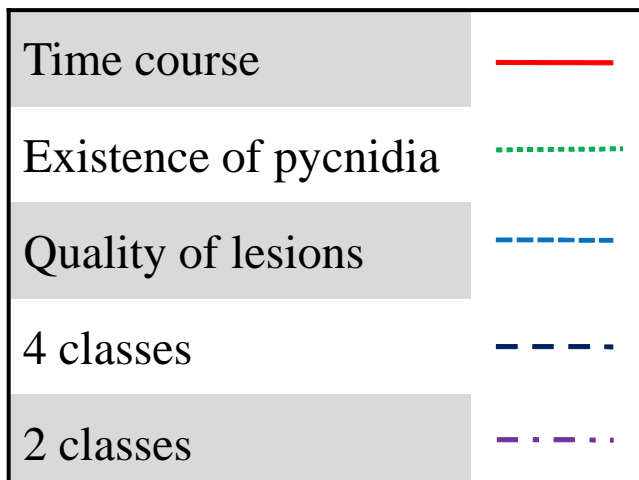 Time course
Existence of pycnidia
Quality of lesions
4 classes
2 classes